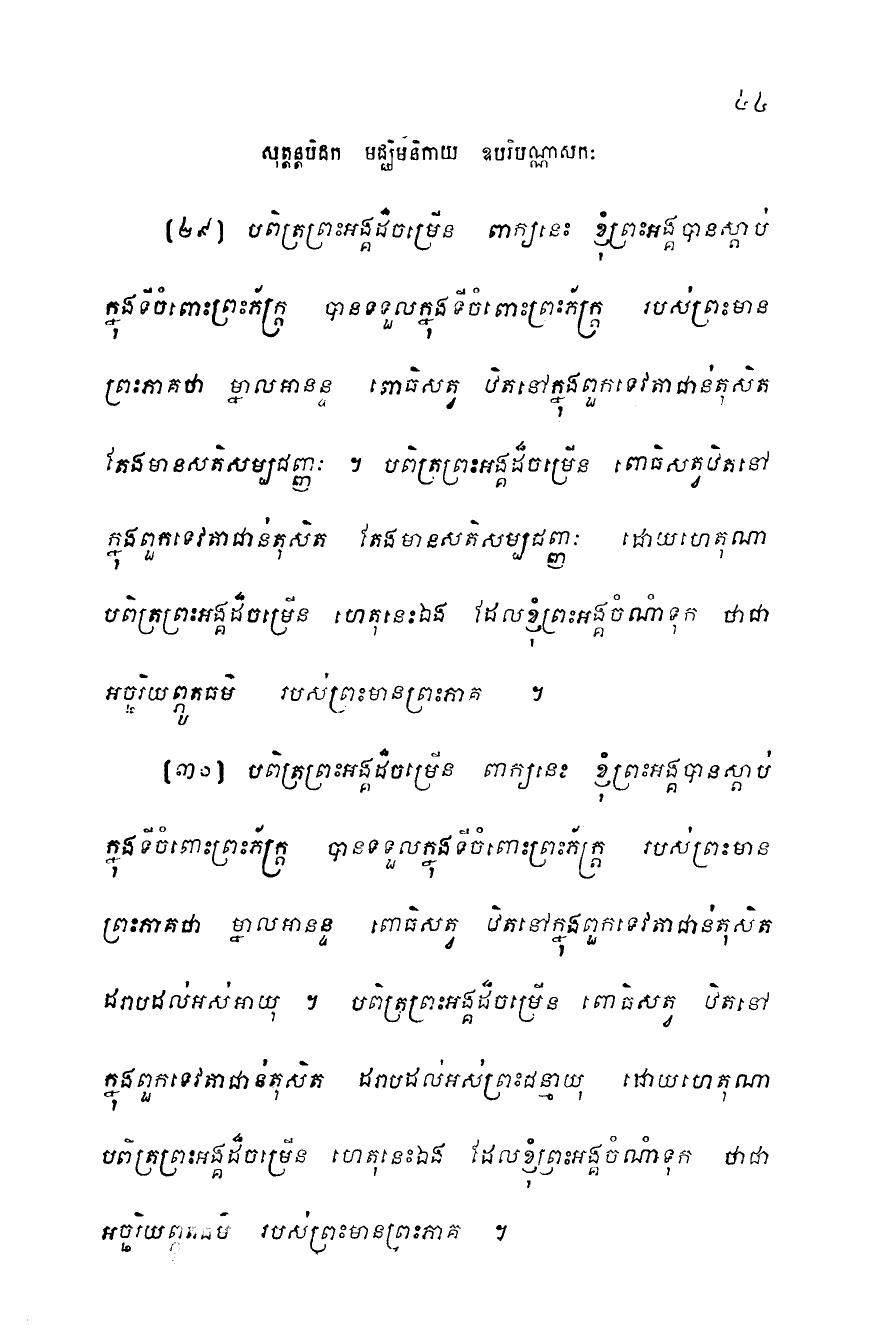 ៤៤
សុត្តន្តបិដក មជ្ឈិមនិកាយ ឧបរិបណ្ណាសកៈ
(២៩) បពិត្រព្រះអង្គដ៏ចម្រើន ពាក្យនេះ ខ្ញុំព្រះអង្គបានស្តាប់
ក្នុងទីចំពោះព្រះភ័ក្ត្រ បានទទួលក្នុងទីចំពោះព្រះភ័ក្ត្រ របស់ព្រះមាន
ព្រះភាគថា ម្នាលអានន្ទ ពោធិសត្វ ឋិតនៅក្នុងពួកទេវតាជាន់តុសិត
តែងមានសតិសម្បជញ្ញៈ ។ បពិត្រព្រះអង្គដ៏ចម្រើន ពោធិសត្វឋិតនៅ
ក្នុងពួកទេវតាជាន់តុសិត តែងមានសតិសម្បជញ្ញៈ ដោយហេតុណា
បពិត្រព្រះអង្គដ៏ចម្រើន ហេតុនេះឯង ដែលខ្ញុំព្រះអង្គចំណាំទុក ថាជា
អច្ឆរិយព្ភូតធម៌ របស់ព្រះមានព្រះភាគ ។
(៣០) បពិត្រព្រះអង្គដ៏ចម្រើន ពាក្យនេះ ខ្ញុំព្រះអង្គបានស្តាប់
ក្នុងទីចំពោះព្រះភ័ក្ត្រ បានទទួលក្នុងទីចំពោះព្រះភ័ក្ត្រ របស់ព្រះមាន
ព្រះភាគថា ម្នាលអានន្ទ ពោធិសត្វ ឋិតនៅក្នុងពួកទេវតាជាន់តុសិត
ដរាបដល់អស់អាយុ ។ បពិត្រព្រះអង្គដ៏ចម្រើន ពោធិសត្វ ឋិតនៅ
ក្នុងពួកទេវតាជាន់តុសិត ដរាបដល់អស់ព្រះជន្មាយុ ដោយហេតុណា
បពិត្រព្រះអង្គដ៏ចម្រើន ហេតុនេះឯង ដែលខ្ញុំព្រះអង្គចំណាំទុក ថាជា
អច្ឆរិយព្ភូតធម៌ របស់ព្រះមានព្រះភាគ ។